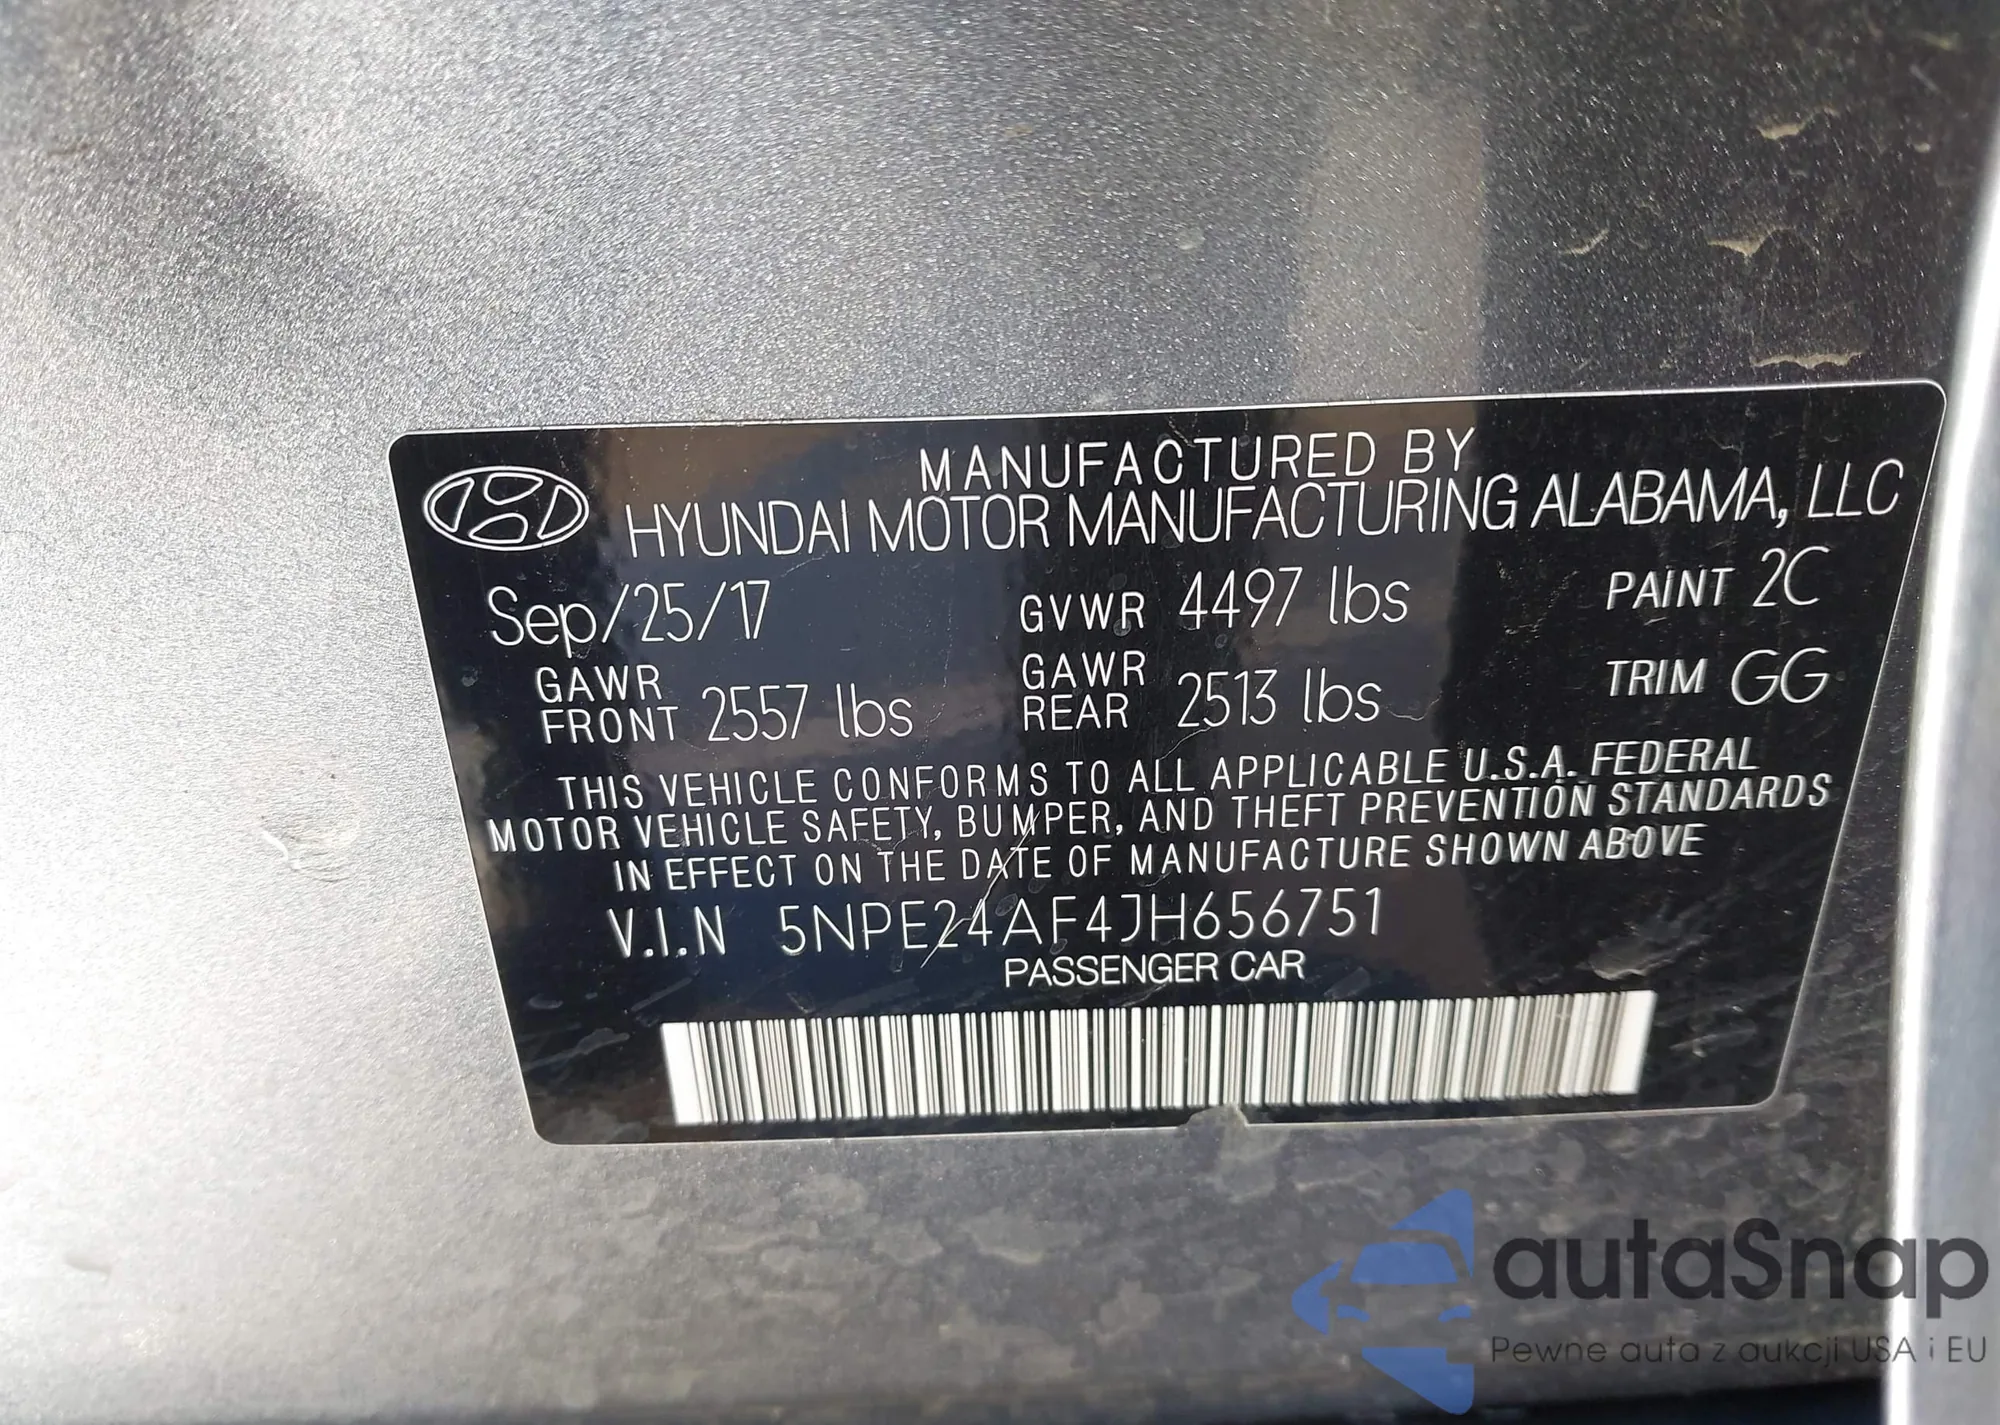 MANUFACTURED BY
HYUNDAI MOTOR MANUFACTURING ALABAMA, LLC
Sep/25/17 GVWR 4497 lbs PAINT 2C
GAWR FRONT 2557 lbs GAWR REAR 2513 lbs TRIM GG
THIS VEHICLE CONFORMS TO ALL APPLICABLE U.S.A. FEDERAL
MOTOR VEHICLE SAFETY, BUMPER, AND THEFT PREVENTION STANDARDS
IN EFFECT ON THE DATE OF MANUFACTURE SHOWN ABOVE
V.I.N 5NPE24AF4JH656751
PASSENGER CAR
autaSnap
Pewne auta z aukcji USA i EU